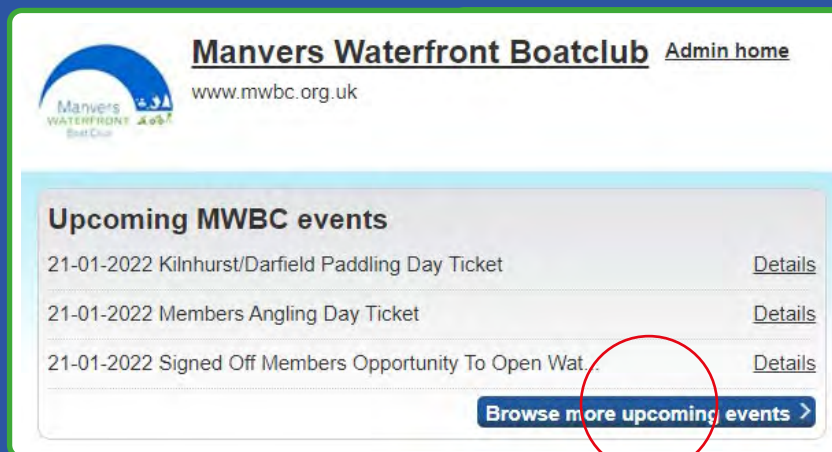 Manvers Waterfront Boatclub Admin home
www.mwbc.org.uk
Manvers
WATERFRONT
Boat Club
Upcoming MWBC events
21-01-2022 Kilnhurst/Darfield Paddling Day Ticket Details
21-01-2022 Members Angling Day Ticket Details
21-01-2022 Signed Off Members Opportunity To Open Wat... Details
Browse more upcoming events >